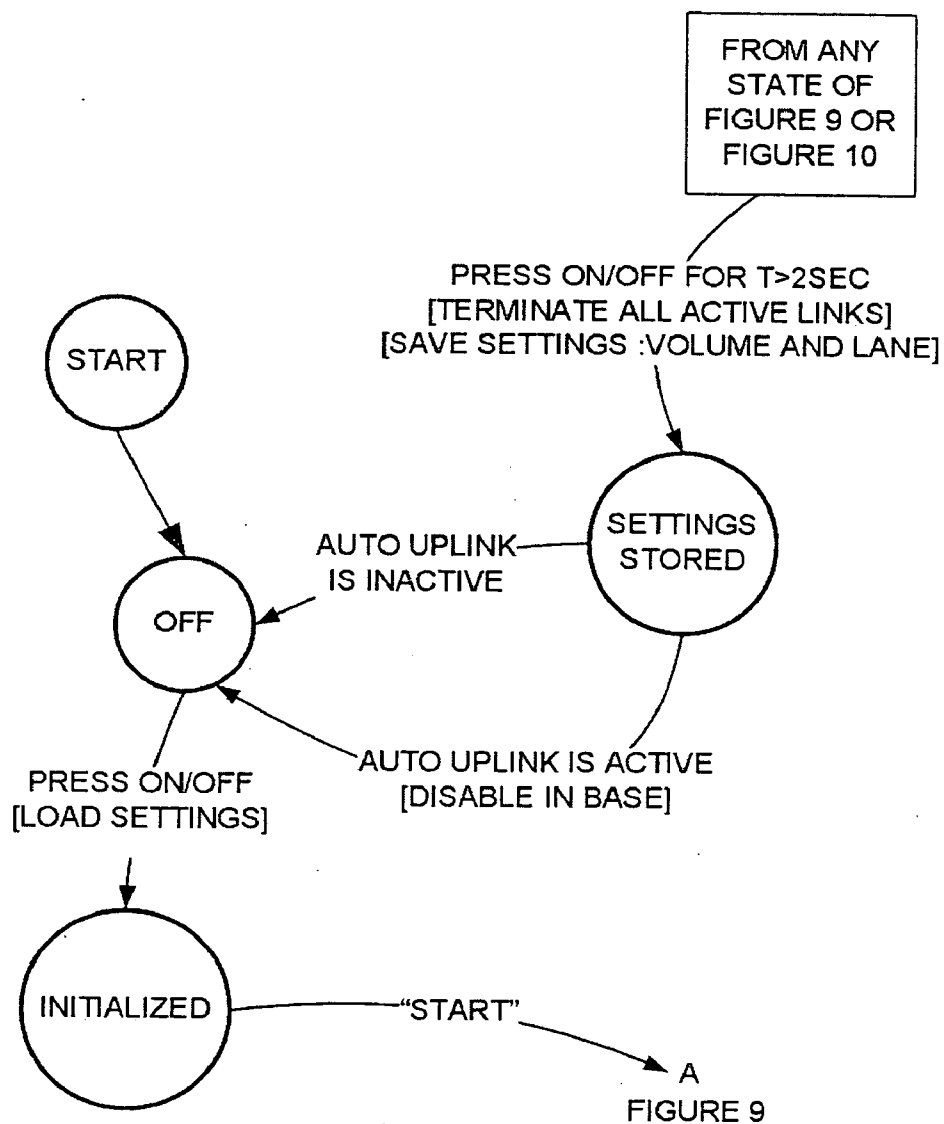 FROM ANY
STATE OF
FIGURE 9 OR
FIGURE 10
PRESS ON/OFF FOR T>2SEC
[TERMINATE ALL ACTIVE LINKS]
[SAVE SETTINGS :VOLUME AND LANE]
START
SETTINGS
STORED
AUTO UPLINK
IS INACTIVE
OFF
AUTO UPLINK IS ACTIVE
[DISABLE IN BASE]
PRESS ON/OFF
[LOAD SETTINGS]
INITIALIZED
“START”
A
FIGURE 9